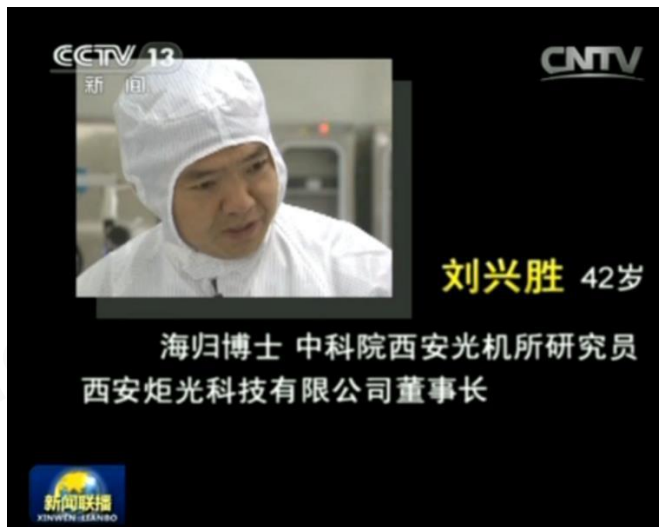 CCTV 13
新闻
CNTV
刘兴胜 42岁
海归博士 中科院西安光机所研究员
西安炬光科技有限公司董事长
新闻联播
XINWEN LIANBO